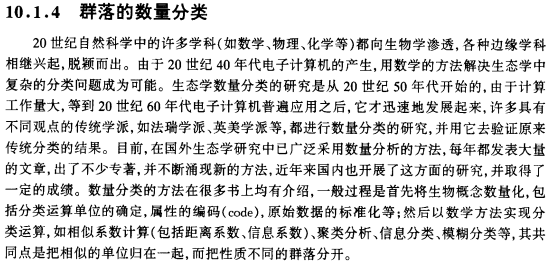 10.1.4 群落的数量分类
20 世纪自然科学中的许多学科(如数学、物理、化学等)都向生物学渗透,各种边缘学科
相继兴起,脱颖而出。由于 20 世纪 40 年代电子计算机的产生,用数学的方法解决生态学中
复杂的分类问题成为可能。生态学数量分类的研究是从 20 世纪 50 年代开始的,由于计算
工作量大,等到 20 世纪 60 年代电子计算机普遍应用之后,它才迅速地发展起来,许多具有
不同观点的传统学派,如法瑞学派、英美学派等,都进行数量分类的研究,并用它去验证原来
传统分类的结果。目前,在国外生态学研究中已广泛采用数量分析的方法,每年都发表大量
的文章,出了不少专著,并不断涌现新的方法,近年来国内也开展了这方面的研究,并取得了
一定的成绩。数量分类的方法在很多书上均有介绍,一般过程是首先将生物概念数量化,包
括分类运算单位的确定,属性的编码(code),原始数据的标准化等;然后以数学方法实现分
类运算,如相似系数计算(包括距离系数、信息系数)、聚类分析、信息分类、模糊分类等,其共
同点是把相似的单位归在一起,而把性质不同的群落分开。